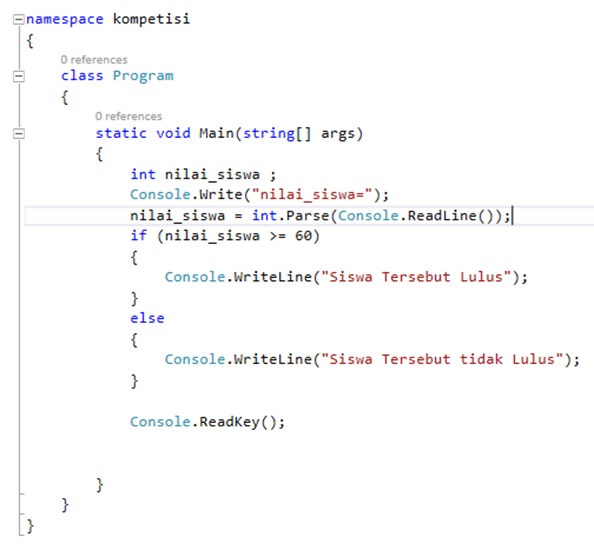 namespace kompetisi
{
0 references
class Program
{
0 references
static void Main(string[] args)
{
int nilai_siswa ;
Console.Write("nilai_siswa=");
nilai_siswa = int.Parse(Console.ReadLine());
if (nilai_siswa >= 60)
{
Console.WriteLine("Siswa Tersebut Lulus");
}
else
{
Console.WriteLine("Siswa Tersebut tidak Lulus");
}
Console.ReadKey();
}
}
}